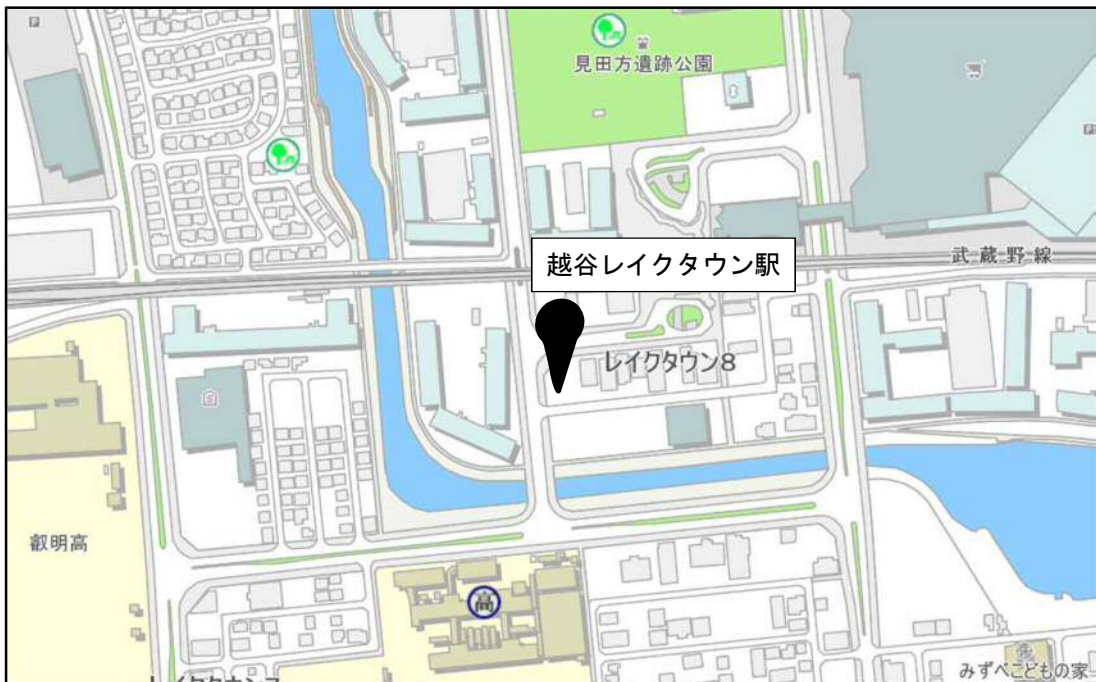 見田方遺跡公園
武蔵野線
越谷レイクタウン駅
レイクタウン8
叡明高
高
みずべこどもの家